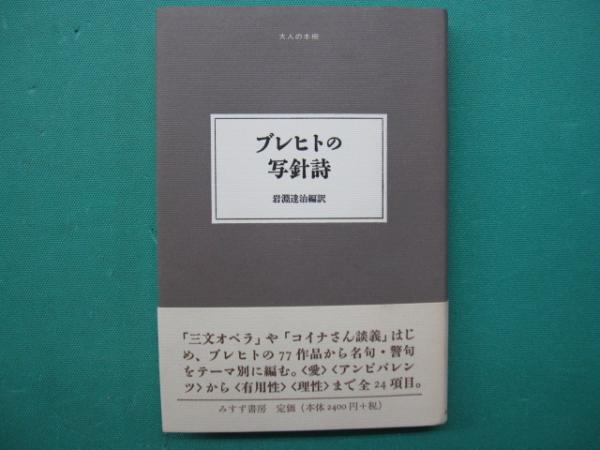 大人の本棚
ブレヒトの
写針詩
岩淵達治編訳
「三文オペラ」や「コイナさん談義」はじ
め、ブレヒトの77作品から名句・警句
をテーマ別に編む。〈愛〉〈アンビバレン
ツ〉から〈有用性〉〈理性〉まで全24項目。
みすず書房 定価（本体2400円+税）